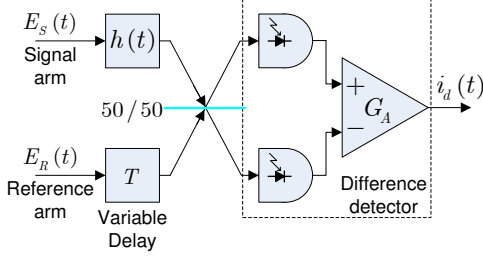 E_S(t)
Signal
arm
h(t)
50/50
E_R(t)
Reference
arm
T
Variable
Delay
+
G_A
−
i_d(t)
Difference
detector